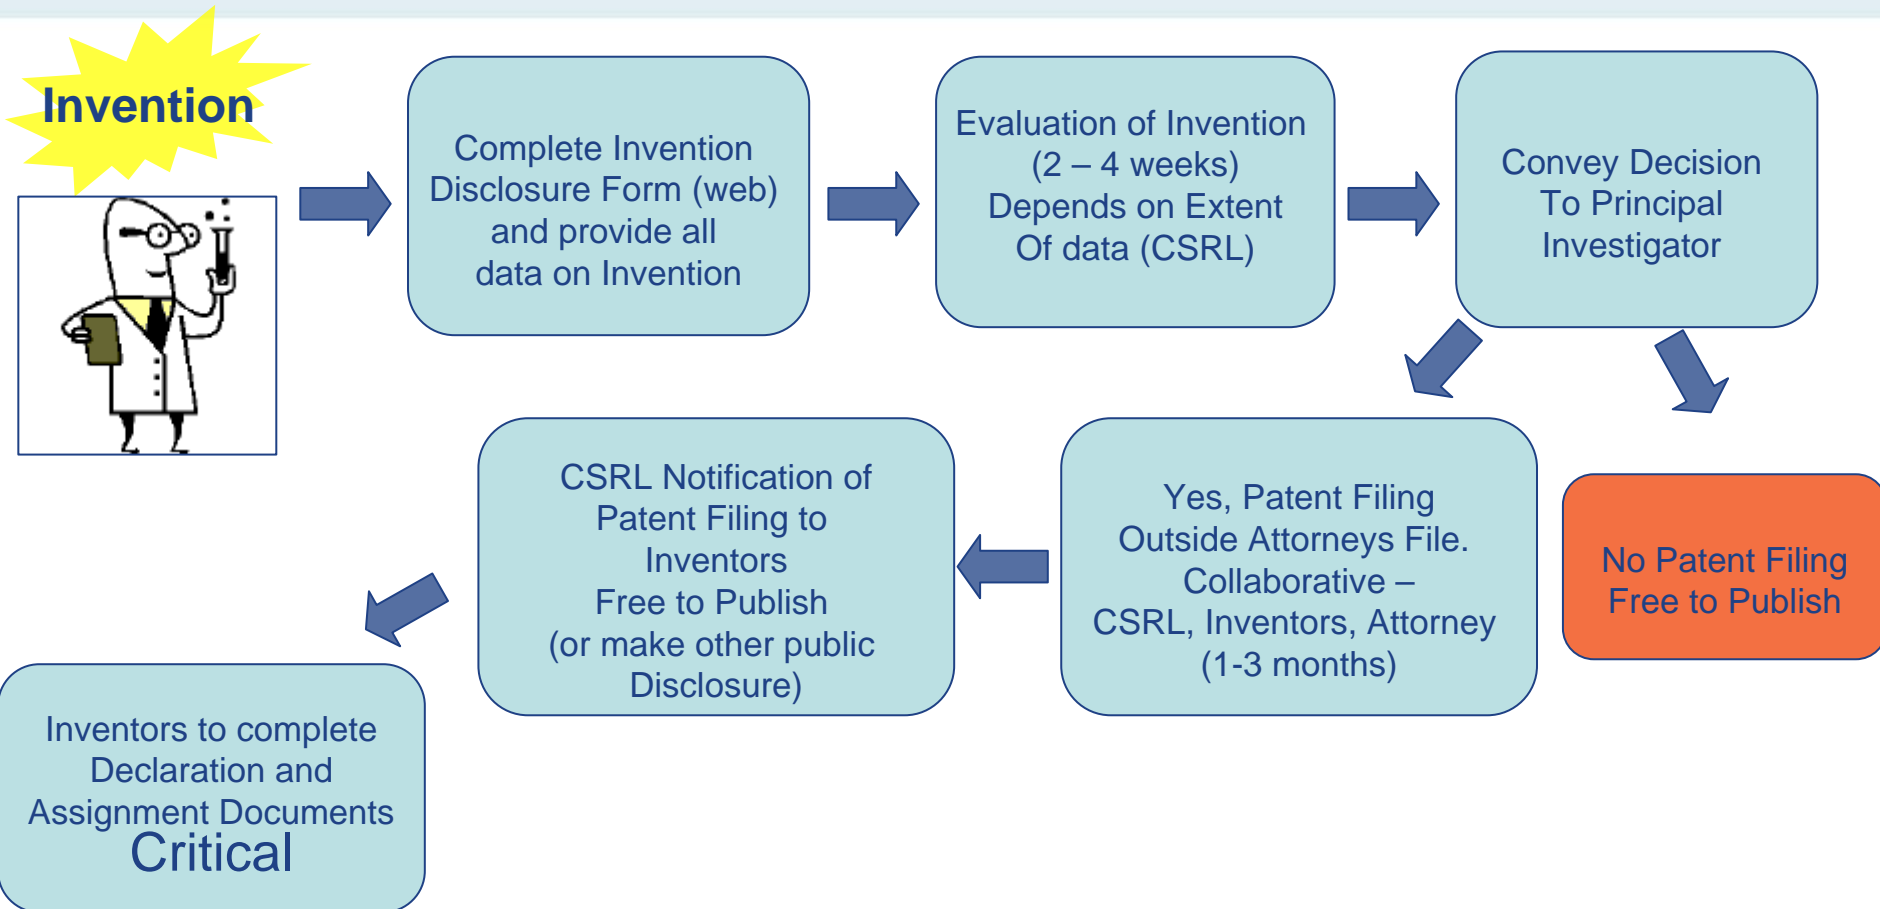 Invention
Complete Invention
Disclosure Form (web)
and provide all
data on Invention
Evaluation of Invention
(2 – 4 weeks)
Depends on Extent
Of data (CSRL)
Convey Decision
To Principal
Investigator
CSRL Notification of
Patent Filing to
Inventors
Free to Publish
(or make other public
Disclosure)
Yes, Patent Filing
Outside Attorneys File.
Collaborative –
CSRL, Inventors, Attorney
(1-3 months)
No Patent Filing
Free to Publish
Inventors to complete
Declaration and
Assignment Documents
Critical